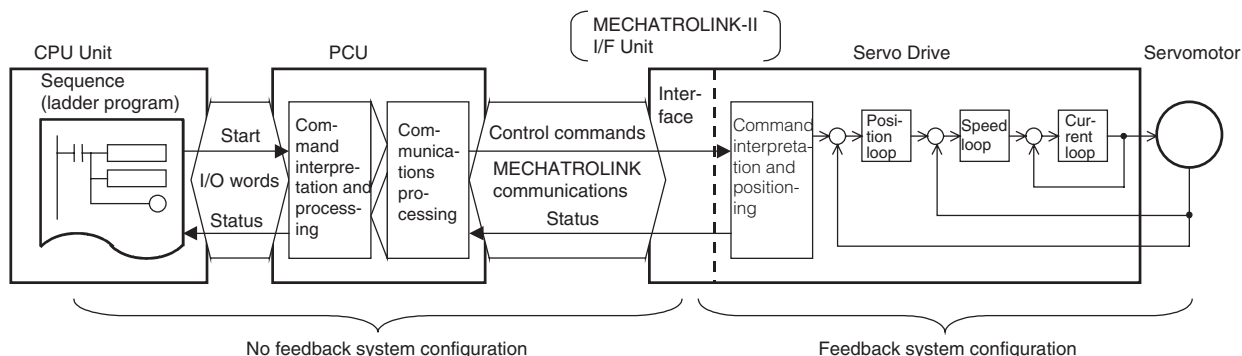 MECHATROLINK-II
I/F Unit
CPU Unit
PCU
Servo Drive
Servomotor
Sequence
(ladder program)
Start
I/O words
Status
Com-
mand
interpre-
tation and
process-
ing
Com-
munica-
tions
pro-
cessing
Control commands
MECHATROLINK
communications
Status
Inter-
face
Command
interpreta-
tion and
position-
ing
Posi-
tion
loop
Speed
loop
Cur-
rent
loop
No feedback system configuration
Feedback system configuration